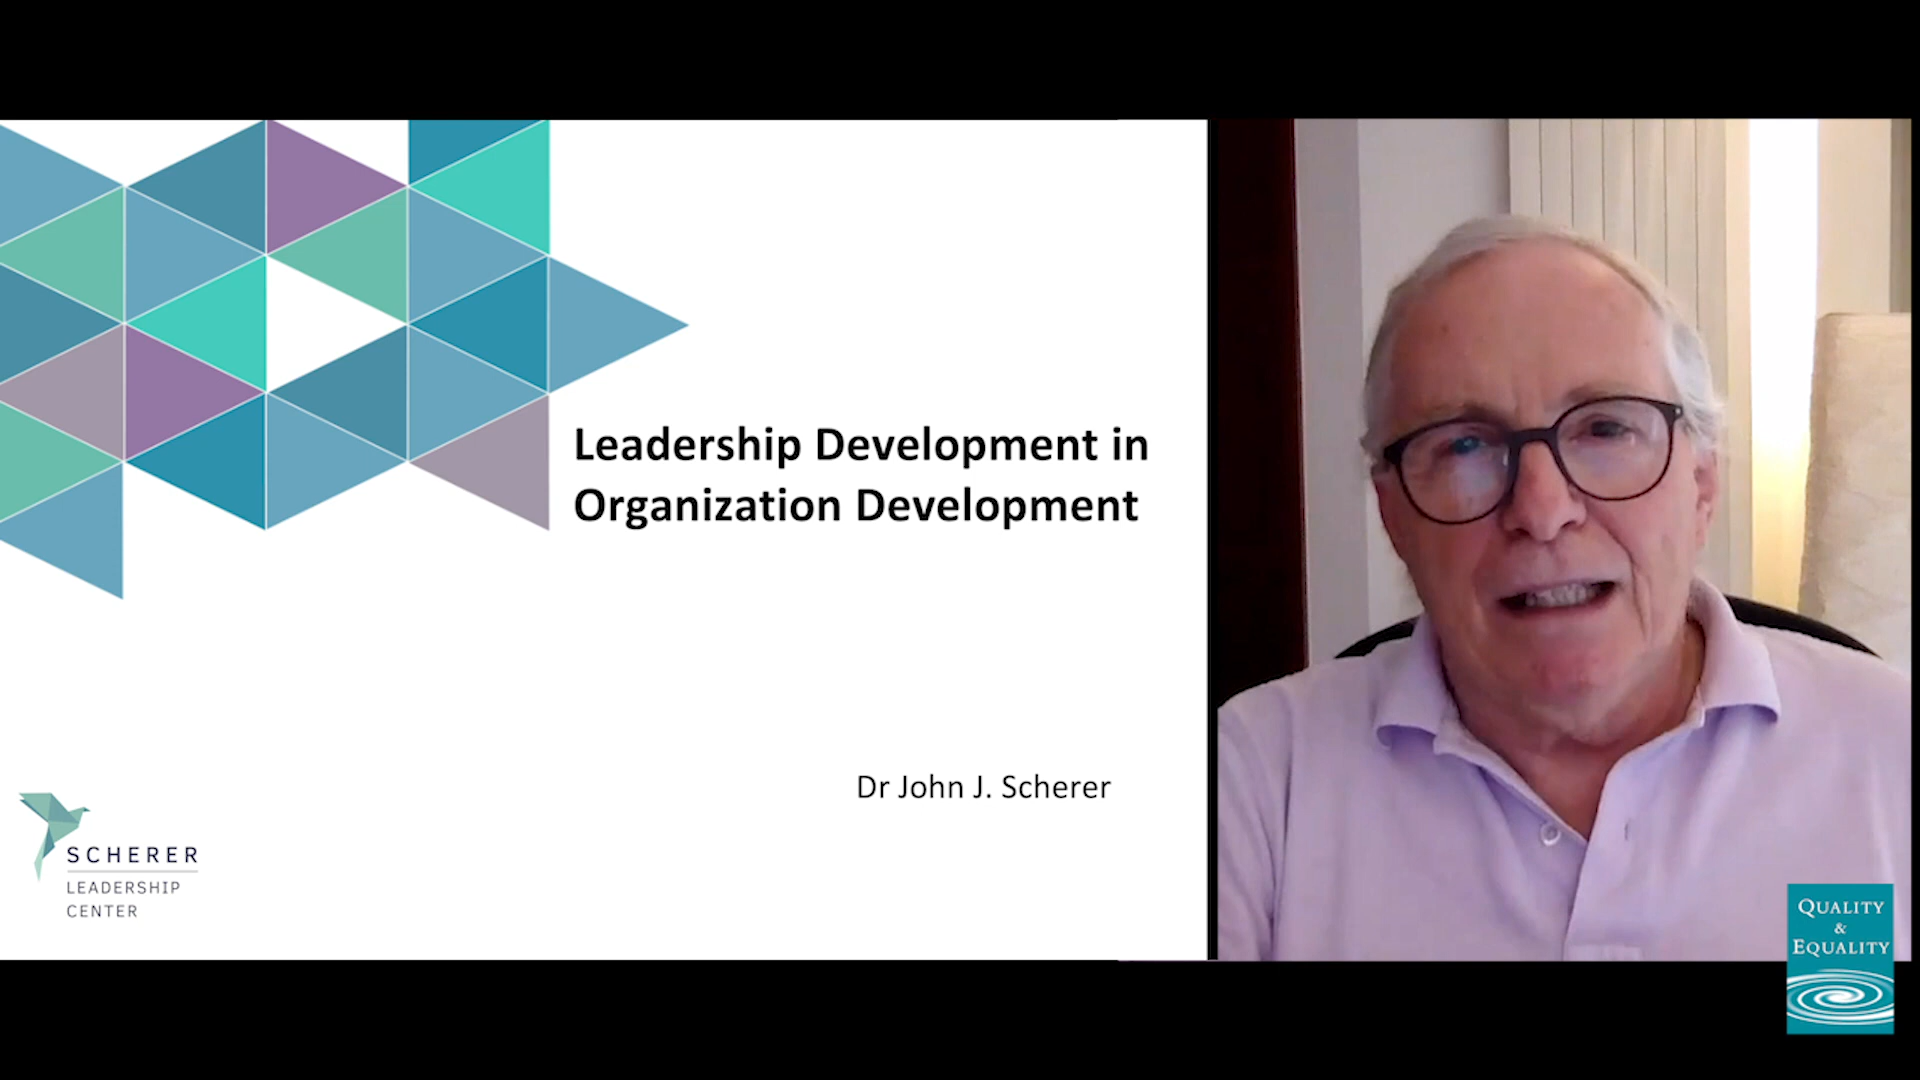 Leadership Development in
Organization Development
Dr John J. Scherer
SCHERER
LEADERSHIP
CENTER
QUALITY
&
EQUALITY